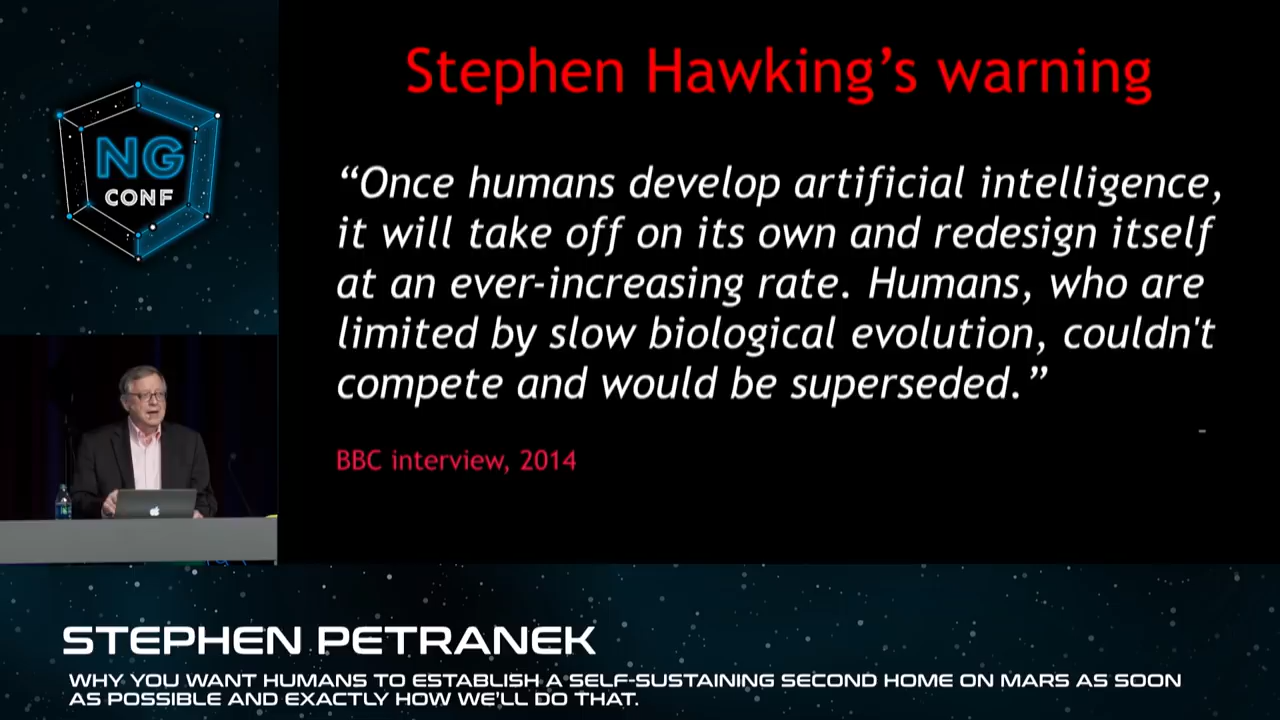 NG
CONF
Stephen Hawking’s warning
“Once humans develop artificial intelligence,
it will take off on its own and redesign itself
at an ever-increasing rate. Humans, who are
limited by slow biological evolution, couldn't
compete and would be superseded.”
-
BBC interview, 2014
STEPHEN PETRANEK
WHY YOU WANT HUMANS TO ESTABLISH A SELF-SUSTAINING SECOND HOME ON MARS AS SOON
AS POSSIBLE AND EXACTLY HOW WE'LL DO THAT.